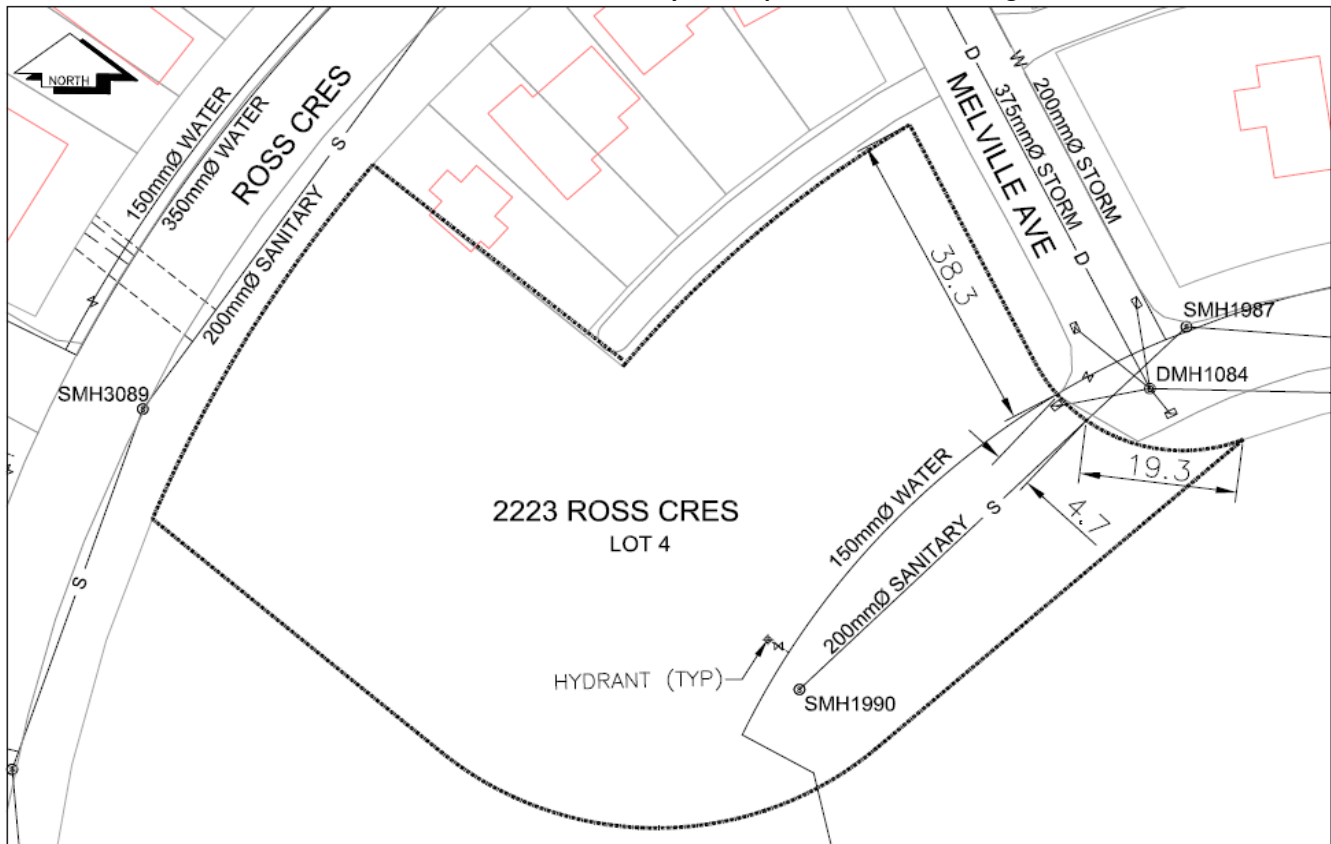 NORTH
150mmØ WATER
350mmØ WATER
ROSS CRES
S
200mmØ SANITARY
SMH3089
S
D
W
375mmØ STORM
200mmØ STORM
MELVILLE AVE
D
38.3
SMH1987
DMH1084
19.3
4.7
2223 ROSS CRES
LOT 4
150mmØ WATER
200mmØ SANITARY
S
HYDRANT (TYP)
SMH1990